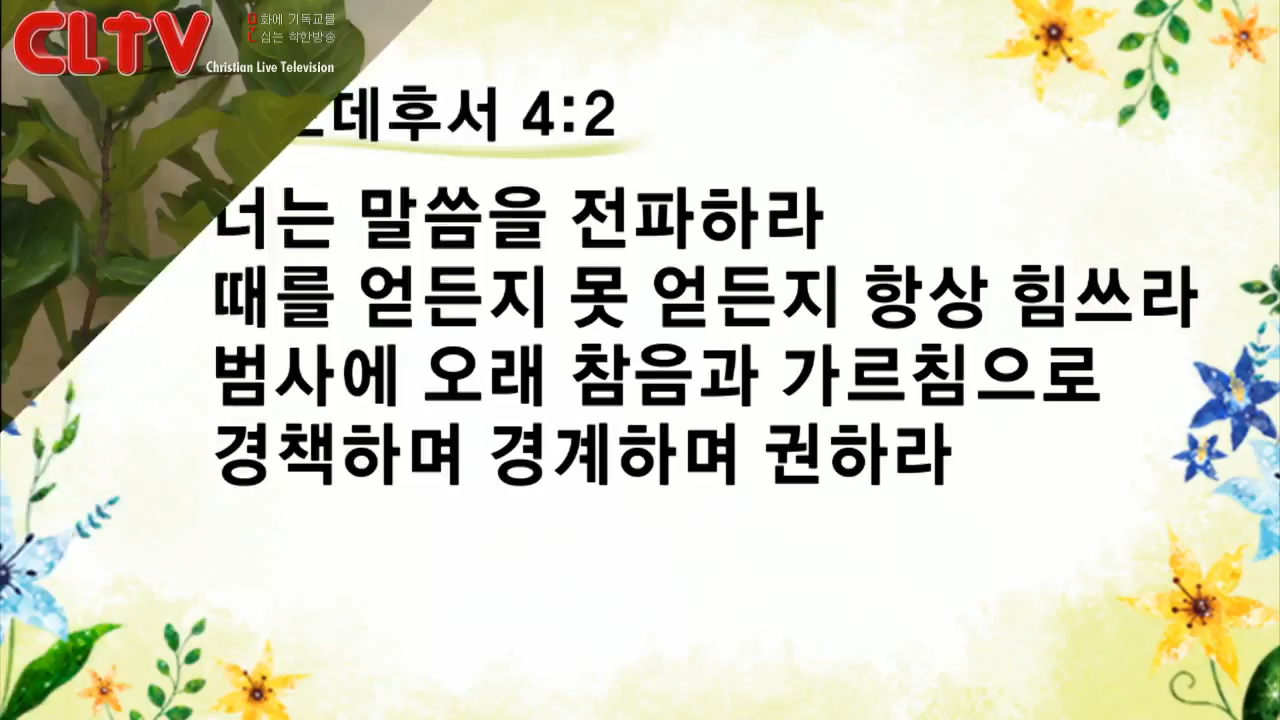 CLTV
문화에 기독교를
심는 착한방송
Christian Live Television
데후서 4:2
너는 말씀을 전파하라
때를 얻든지 못 얻든지 항상 힘쓰라
범사에 오래 참음과 가르침으로
경책하며 경계하며 권하라